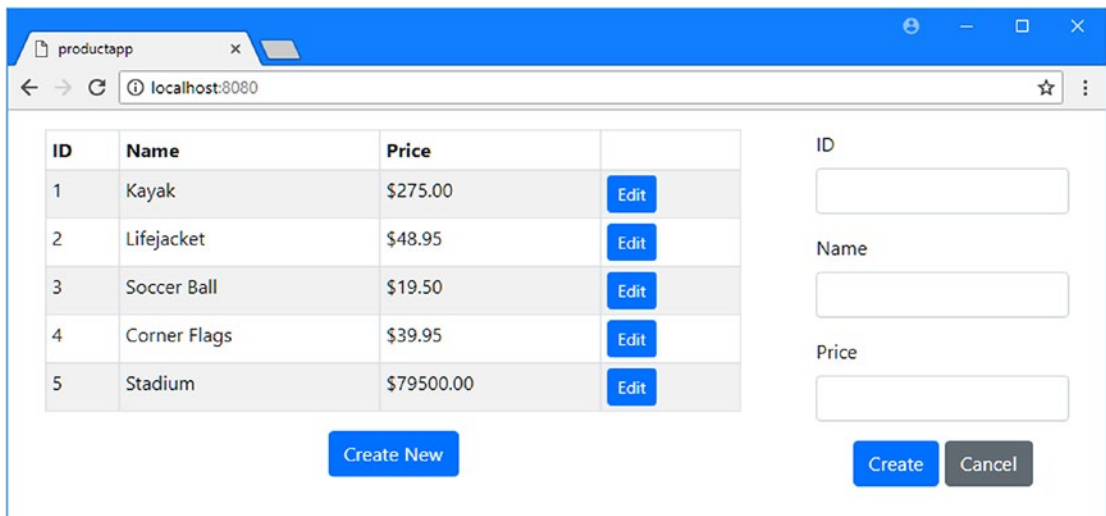 productapp
localhost:8080
ID Name Price
1 Kayak $275.00 Edit
2 Lifejacket $48.95 Edit
3 Soccer Ball $19.50 Edit
4 Corner Flags $39.95 Edit
5 Stadium $79500.00 Edit
Create New
ID
Name
Price
Create Cancel